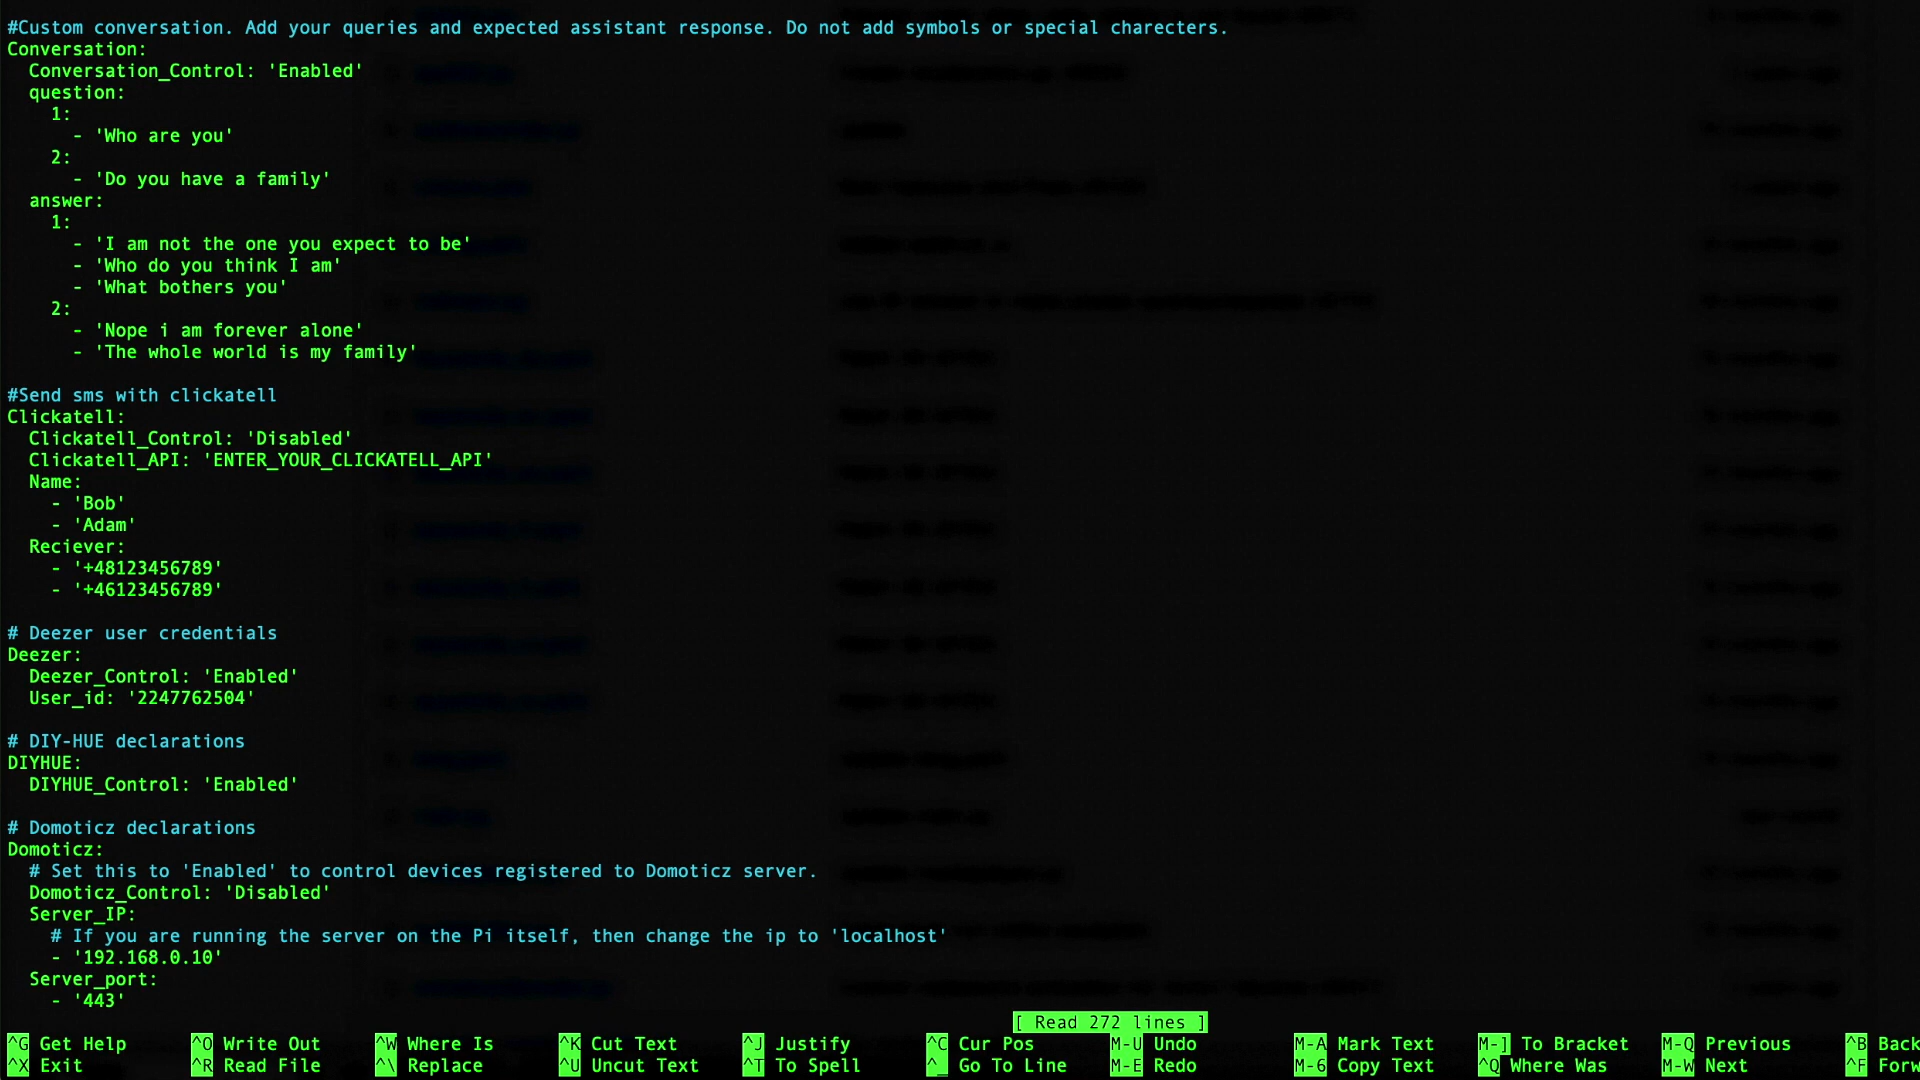 #Custom conversation. Add your queries and expected assistant response. Do not add symbols or special charecters.
Conversation:
  Conversation_Control: 'Enabled'
  question:
    1:
      - 'Who are you'
    2:
      - 'Do you have a family'
  answer:
    1:
      - 'I am not the one you expect to be'
      - 'Who do you think I am'
      - 'What bothers you'
    2:
      - 'Nope i am forever alone'
      - 'The whole world is my family'

#Send sms with clickatell
Clickatell:
  Clickatell_Control: 'Disabled'
  Clickatell_API: 'ENTER_YOUR_CLICKATELL_API'
  Name:
    - 'Bob'
    - 'Adam'
  Reciever:
    - '+48123456789'
    - '+46123456789'

# Deezer user credentials
Deezer:
  Deezer_Control: 'Enabled'
  User_id: '2247762504'

# DIY-HUE declarations
DIYHUE:
  DIYHUE_Control: 'Enabled'

# Domoticz declarations
Domoticz:
  # Set this to 'Enabled' to control devices registered to Domoticz server.
  Domoticz_Control: 'Disabled'
  Server_IP:
    # If you are running the server on the Pi itself, then change the ip to 'localhost'
    - '192.168.0.10'
  Server_port:
    - '443'
[ Read 272 lines ]
^G Get Help ^O Write Out ^W Where Is ^K Cut Text ^J Justify ^C Cur Pos M-U Undo M-A Mark Text M-] To Bracket M-Q Previous ^B Back
^X Exit ^R Read File ^\ Replace ^U Uncut Text ^T To Spell ^_ Go To Line M-E Redo M-6 Copy Text ^Q Where Was M-W Next ^F Forw